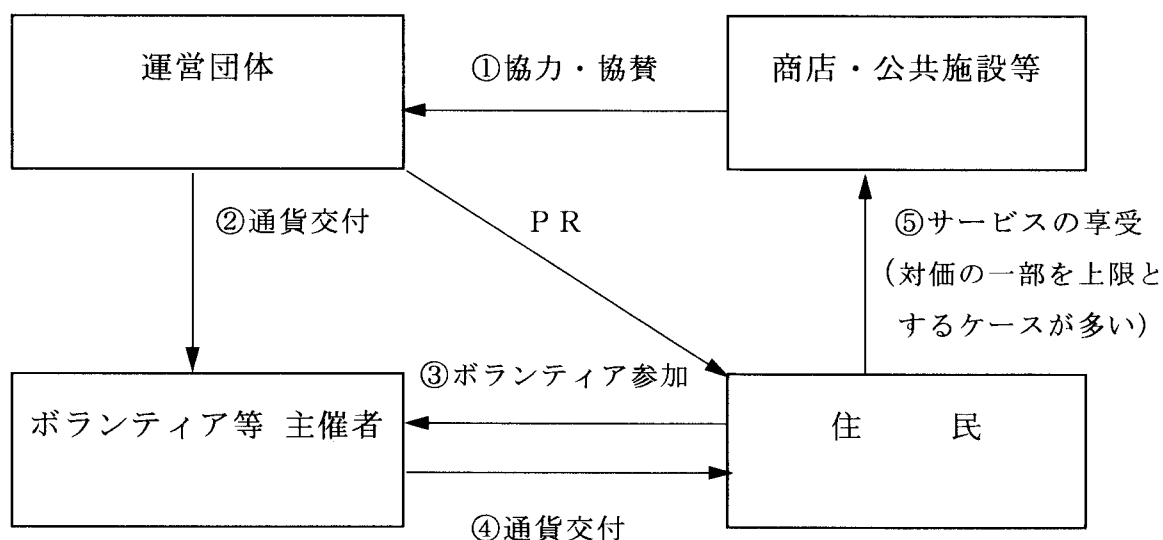 運営団体
①協力・協賛
商店・公共施設等
②通貨交付
PR
⑤サービスの享受
(対価の一部を上限と
するケースが多い)
③ボランティア参加
ボランティア等 主催者
住 民
④通貨交付